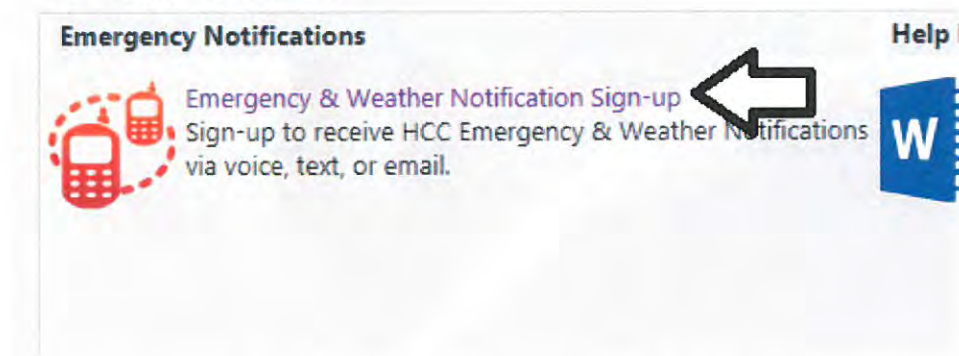 Emergency Notifications
Help
Emergency & Weather Notification Sign-up
Sign-up to receive HCC Emergency & Weather Notifications
via voice, text, or email.
W